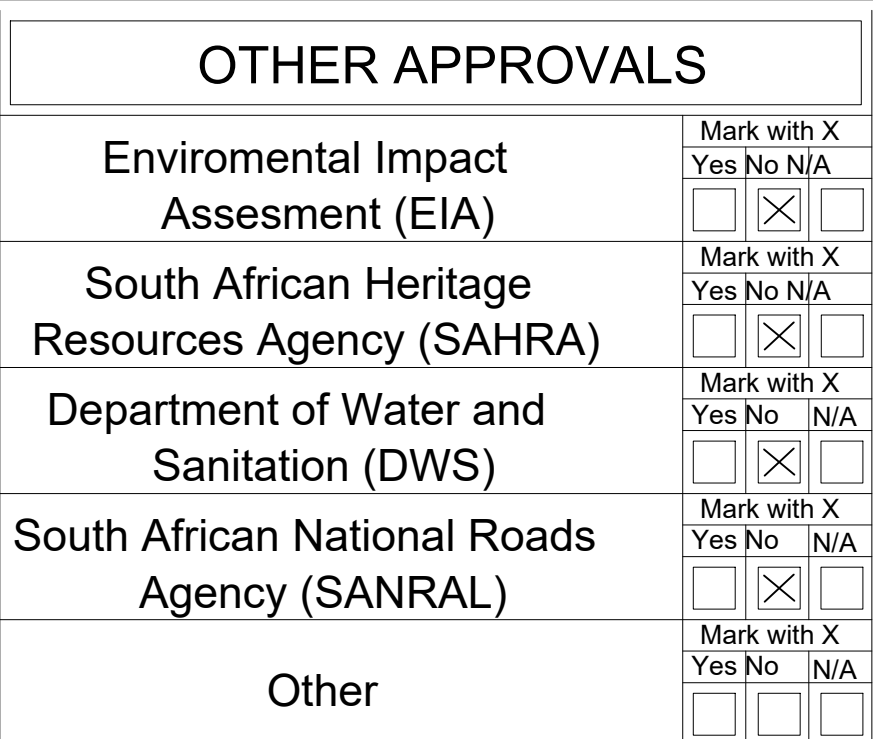 OTHER APPROVALS
Enviromental Impact
Assesment (EIA)
Mark with X
Yes No N/A
X
South African Heritage
Resources Agency (SAHRA)
Mark with X
Yes No N/A
X
Department of Water and
Sanitation (DWS)
Mark with X
Yes No N/A
X
South African National Roads
Agency (SANRAL)
Mark with X
Yes No N/A
X
Other
Mark with X
Yes No N/A